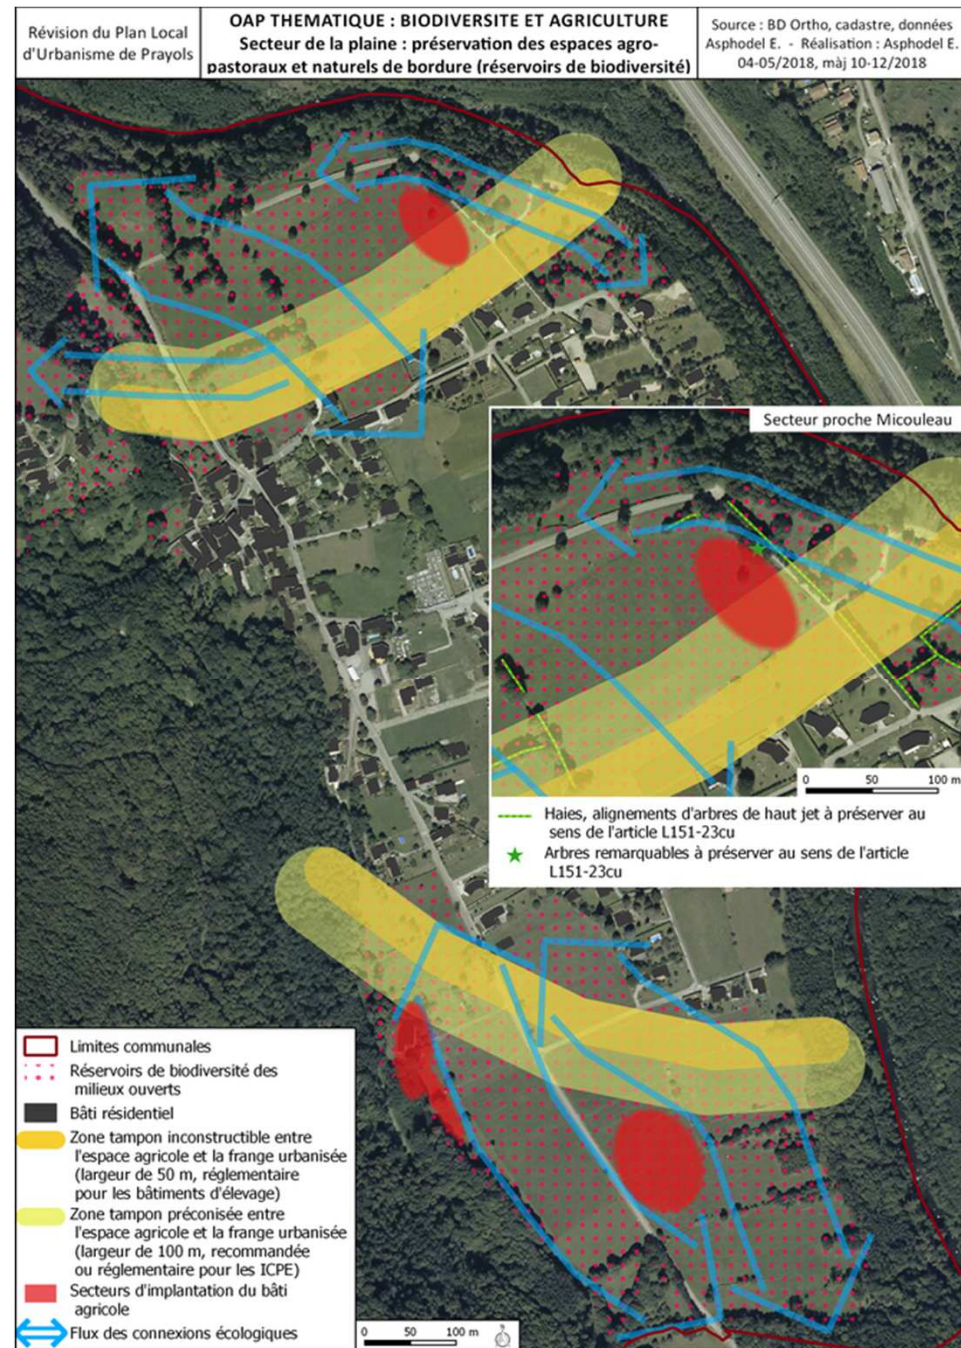 Révision du Plan Local
d'Urbanisme de Prayols
OAP THEMATIQUE : BIODIVERSITE ET AGRICULTURE
Secteur de la plaine : préservation des espaces agro-
pastoraux et naturels de bordure (réservoirs de biodiversité)
Source : BD Ortho, cadastre, données
Asphodel E. - Réalisation : Asphodel E.
04-05/2018, màj 10-12/2018
Secteur proche Micouleau
0 50 100 m
Haies, alignements d'arbres de haut jet à préserver au
sens de l'article L151-23cu
Arbres remarquables à préserver au sens de l'article
L151-23cu
Limites communales
Réservoirs de biodiversité des
milieux ouverts
Bâti résidentiel
Zone tampon inconstructible entre
l'espace agricole et la frange urbanisée
(largeur de 50 m, réglementaire
pour les bâtiments d'élevage)
Zone tampon préconisée entre
l'espace agricole et la frange urbanisée
(largeur de 100 m, recommandée
ou réglementaire pour les ICPE)
Secteurs d'implantation du bâti
agricole
Flux des connexions écologiques
0 50 100 m